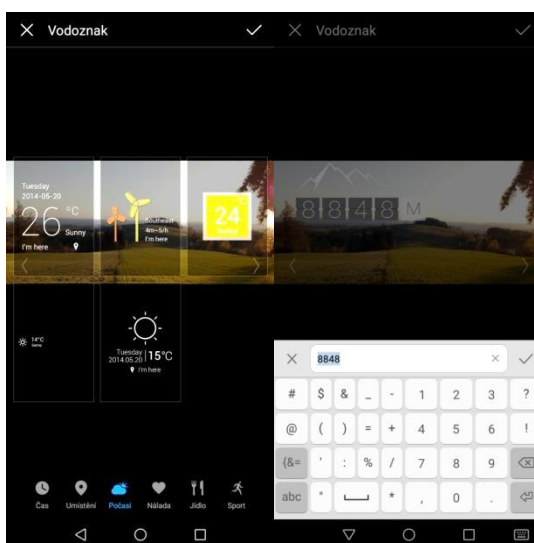 Vodoznak
Tuesday
2014-05-20
26 °C
Sunny
I'm here
Southeast
4m~5/h
I'm here
°C
24
Sunny
14°C
Sunny
Tuesday
2014.05.20
15°C
I'm here
Čas
Umístění
Počasí
Nálada
Jídlo
Sport
Vodoznak
8848 M
8848
# $ & _ - 1 2 3 ?
@ ( ) = + 4 5 6 !
{&= ' : % / 7 8 9
abc " * , 0 .